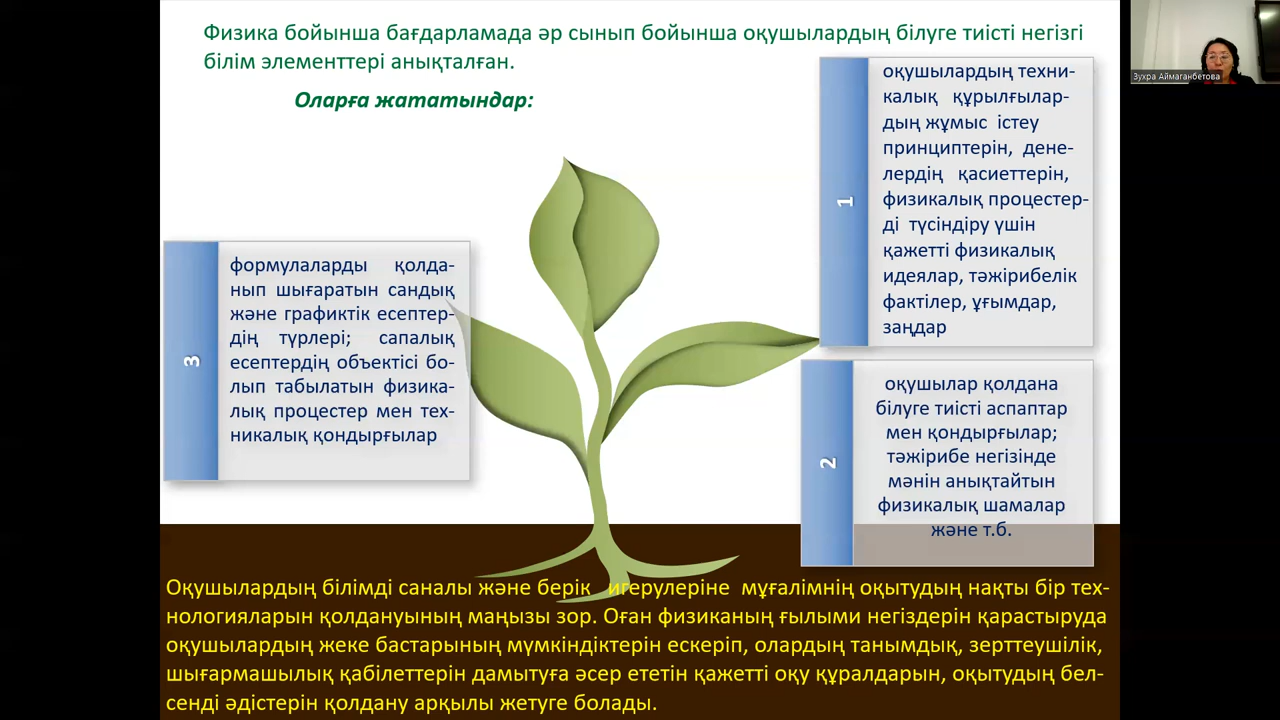 Физика бойынша бағдарламада әр сынып бойынша оқушылардың білуге тиісті негізгі
білім элементтері анықталған.
Оларға жататындар:
1
оқушылардың техни-
калық құрылғылар-
дың жұмыс істеу
принциптерін, дене-
лердің қасиеттерін,
физикалық процестер-
ді түсіндіру үшін
қажетті физикалық
идеялар, тәжірибелік
фактілер, ұғымдар,
заңдар
2
оқушылар қолдана
білуге тиісті аспаптар
мен қондырғылар;
тәжірибе негізінде
мәнін анықтайтын
физикалық шамалар
және т.б.
3
формулаларды қолда-
нып шығаратын сандық
және графиктік есептер-
дің түрлері; сапалық
есептердің объектісі бо-
лып табылатын физика-
лық процестер мен тех-
никалық қондырғылар
Оқушылардың білімді саналы және берік игерулеріне мұғалімнің оқытудың нақты бір тех-
нологияларын қолдануының маңызы зор. Оған физиканың ғылыми негіздерін қарастыруда
оқушылардың жеке бастарының мүмкіндіктерін ескеріп, олардың танымдық, зерттеушілік,
шығармашылық қабілеттерін дамытуға әсер ететін қажетті оқу құралдарын, оқытудың бел-
сенді әдістерін қолдану арқылы жетуге болады.
Зухра Аймаганбетова